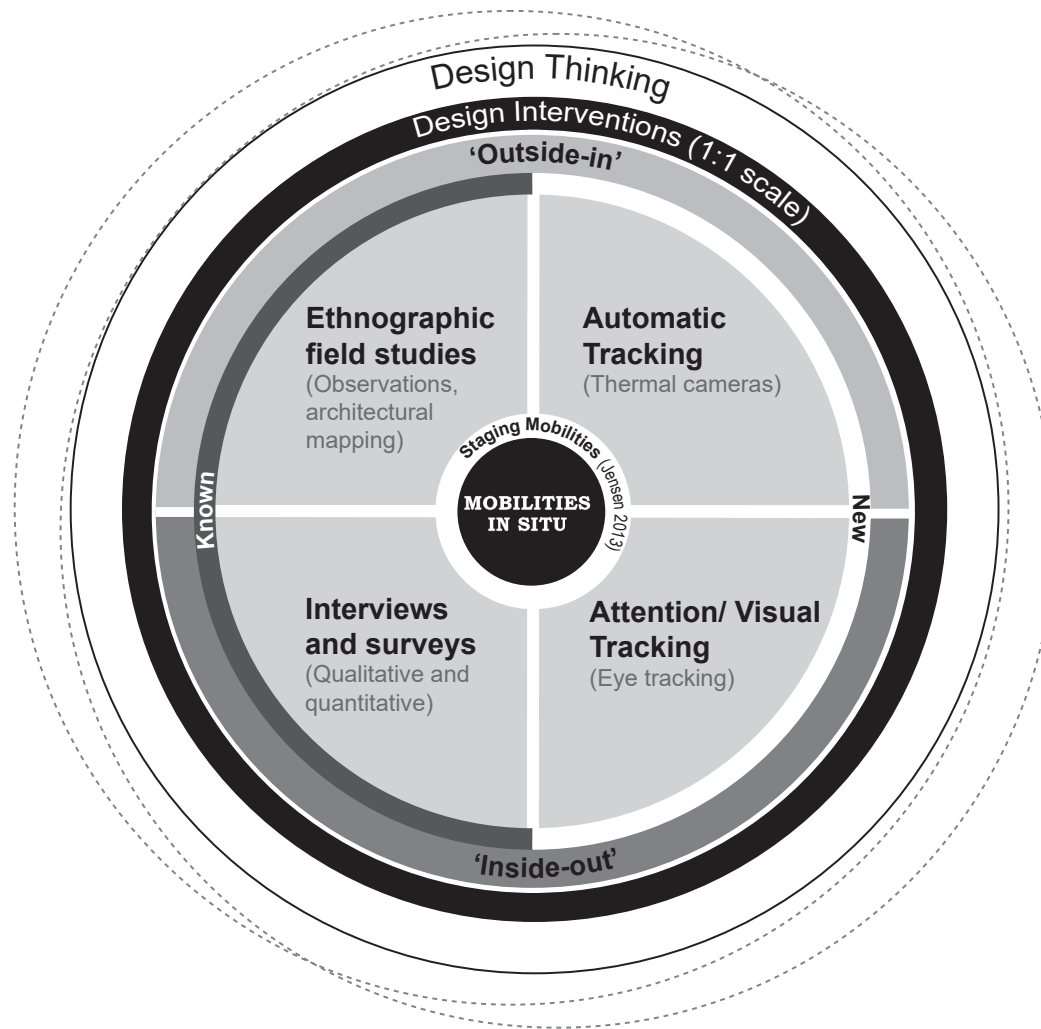 Design Thinking
Design Interventions (1:1 scale)
‘Outside-in’
Ethnographic
field studies
(Observations,
architectural
mapping)
Automatic
Tracking
(Thermal cameras)
Staging Mobilities (Jensen 2013)
MOBILITIES
IN SITU
Known
New
Interviews
and surveys
(Qualitative and
quantitative)
Attention/ Visual
Tracking
(Eye tracking)
‘Inside-out’